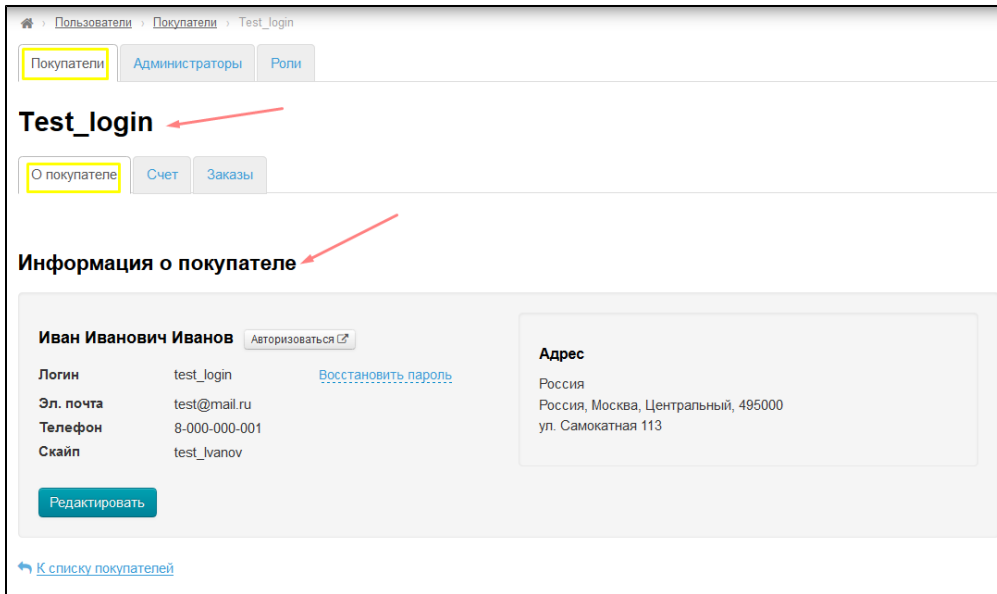 Пользователи › Покупатели › Test_login
Покупатели Администраторы Роли
Test_login
О покупателе Счет Заказы
Информация о покупателе
Иван Иванович Иванов Авторизоваться
Логин test_login Восстановить пароль
Эл. почта test@mail.ru
Телефон 8-000-000-001
Скайп test_Ivanov
Редактировать
Адрес
Россия
Россия, Москва, Центральный, 495000
ул. Самокатная 113
К списку покупателей